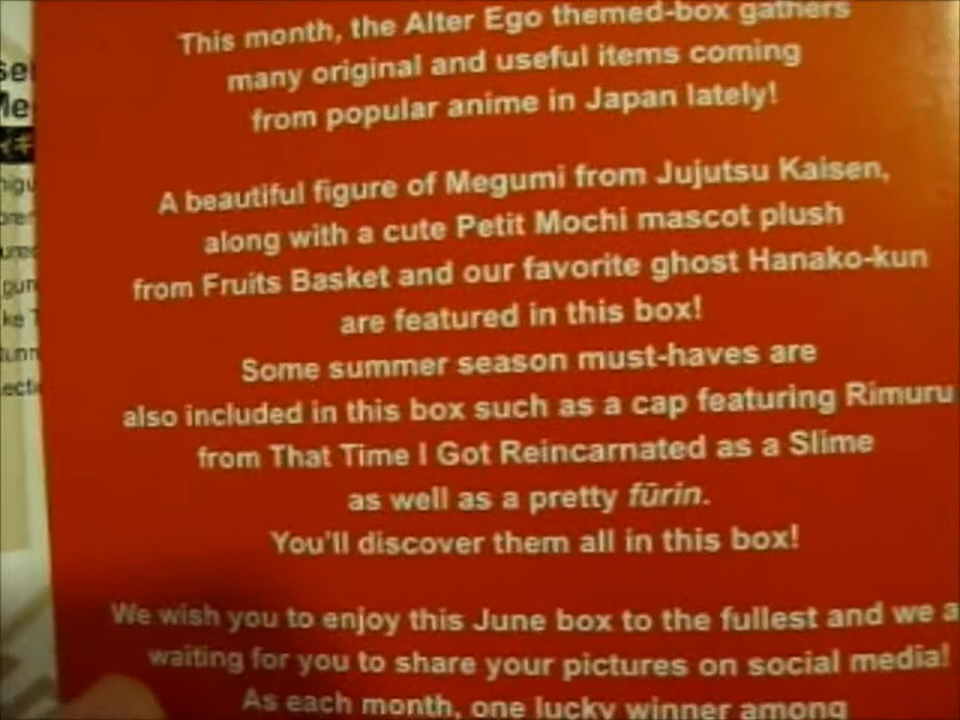 This month, the Alter Ego themed-box gathers
many original and useful items coming
from popular anime in Japan lately!
A beautiful figure of Megumi from Jujutsu Kaisen,
along with a cute Petit Mochi mascot plush
from Fruits Basket and our favorite ghost Hanako-kun
are featured in this box!
Some summer season must-haves are
also included in this box such as a cap featuring Rimuru
from That Time I Got Reincarnated as a Slime
as well as a pretty fūrin.
You'll discover them all in this box!
We wish you to enjoy this June box to the fullest and we a
waiting for you to share your pictures on social media!
As each month, one lucky winner among